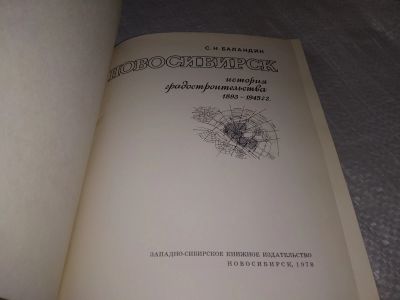 С. Н. БАЛАНДИН
НОВОСИБИРСК
история
градостроительства
1893–1945 гг.
ЗАПАДНО-СИБИРСКОЕ КНИЖНОЕ ИЗДАТЕЛЬСТВО
НОВОСИБИРСК, 1978